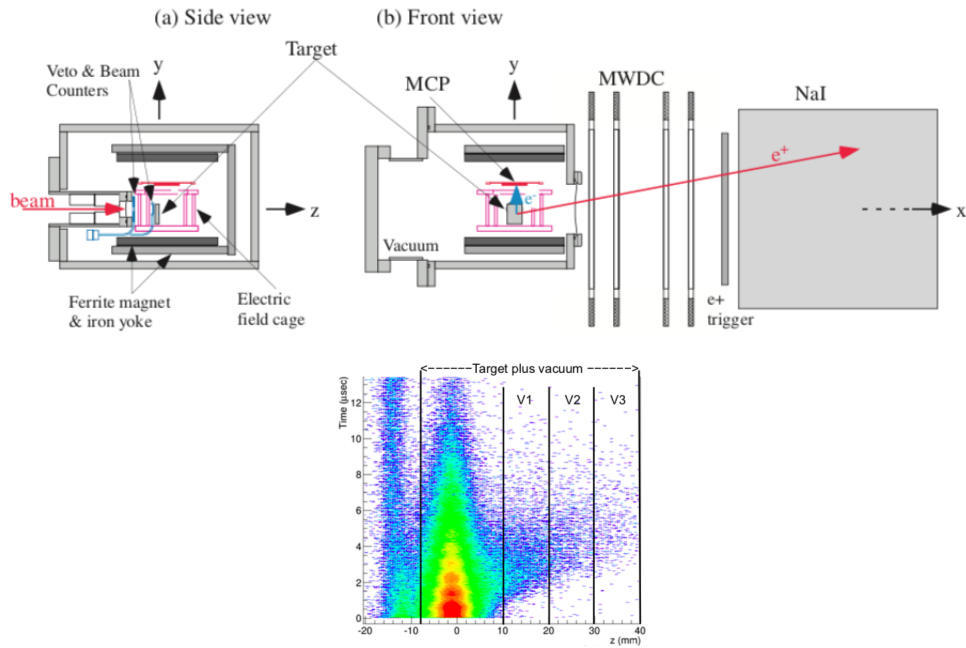 (a) Side view
(b) Front view
Target
Veto & Beam
Counters
y
y
MCP
MWDC
NaI
e+
beam
z
e-
x
Vacuum
Ferrite magnet
& iron yoke
Electric
field cage
e+
trigger
Target plus vacuum
Time (μsec)
V1
V2
V3
12
10
8
6
4
2
0
-20
-10
0
10
20
30
40
z (mm)